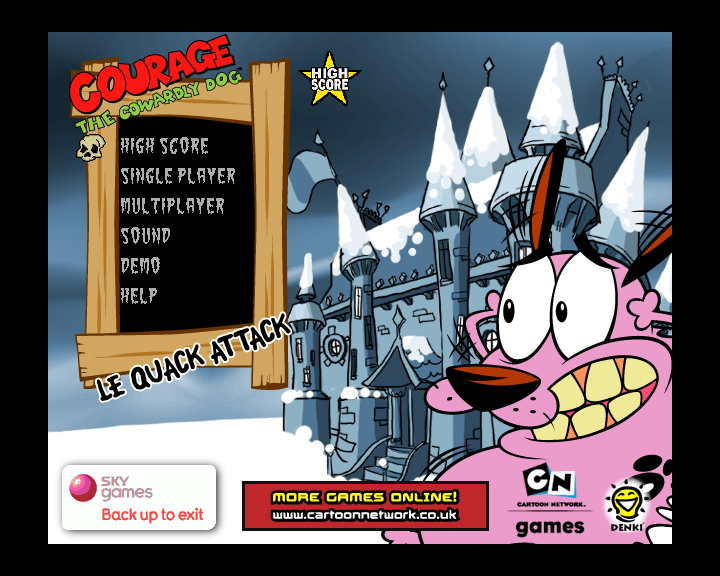 COURAGE
THE COWARDLY DOG
HIGH
SCORE
HIGH SCORE
SINGLE PLAYER
MULTIPLAYER
SOUND
DEMO
HELP
LE QUACK ATTACK
SKY
games
Back up to exit
MORE GAMES ONLINE!
www.cartoonnetwork.co.uk
CN
CARTOON NETWORK
games
DENKI